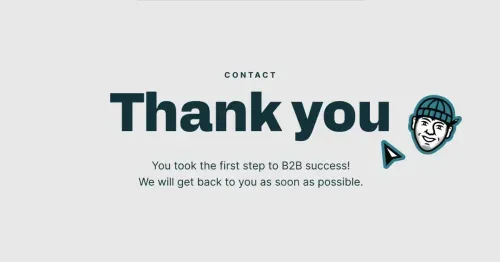 CONTACT
Thank you
You took the first step to B2B success!
We will get back to you as soon as possible.